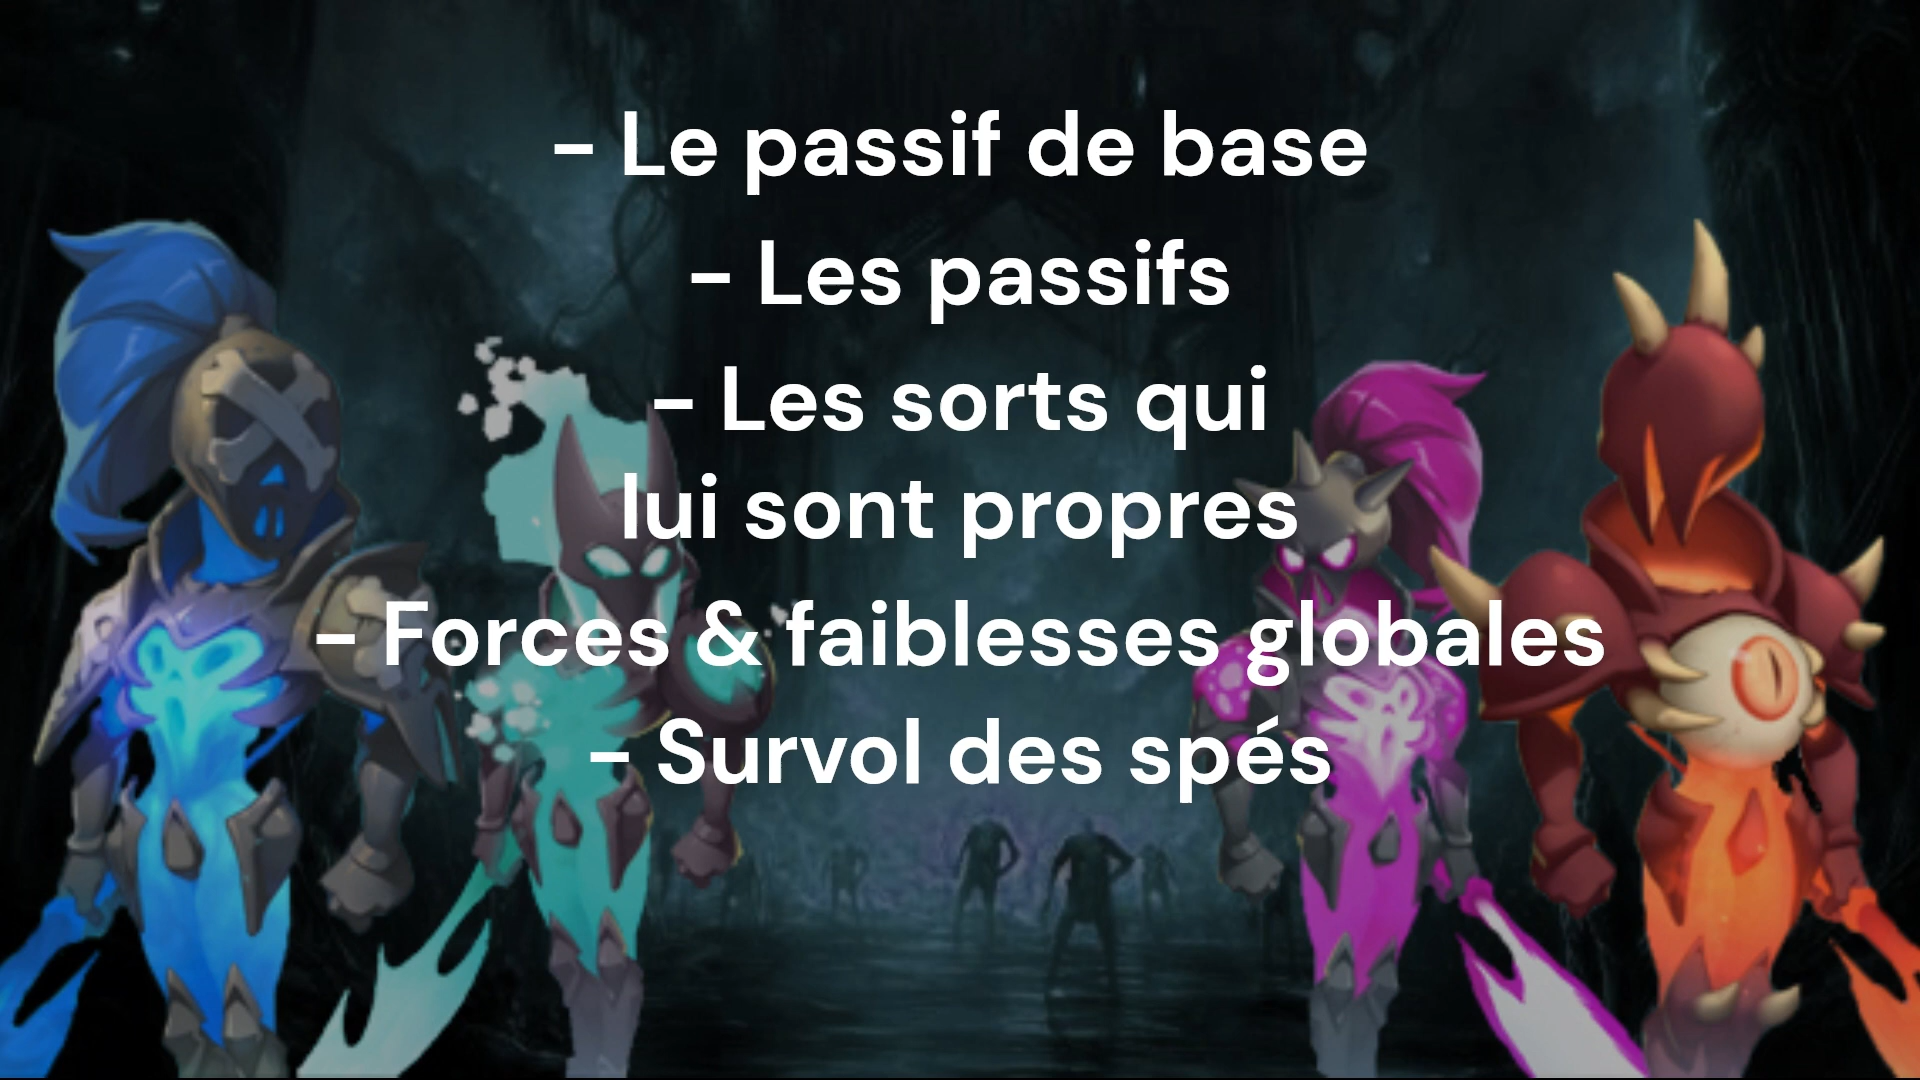 - Le passif de base
- Les passifs
- Les sorts qui
lui sont propres
- Forces & faiblesses globales
- Survol des spés